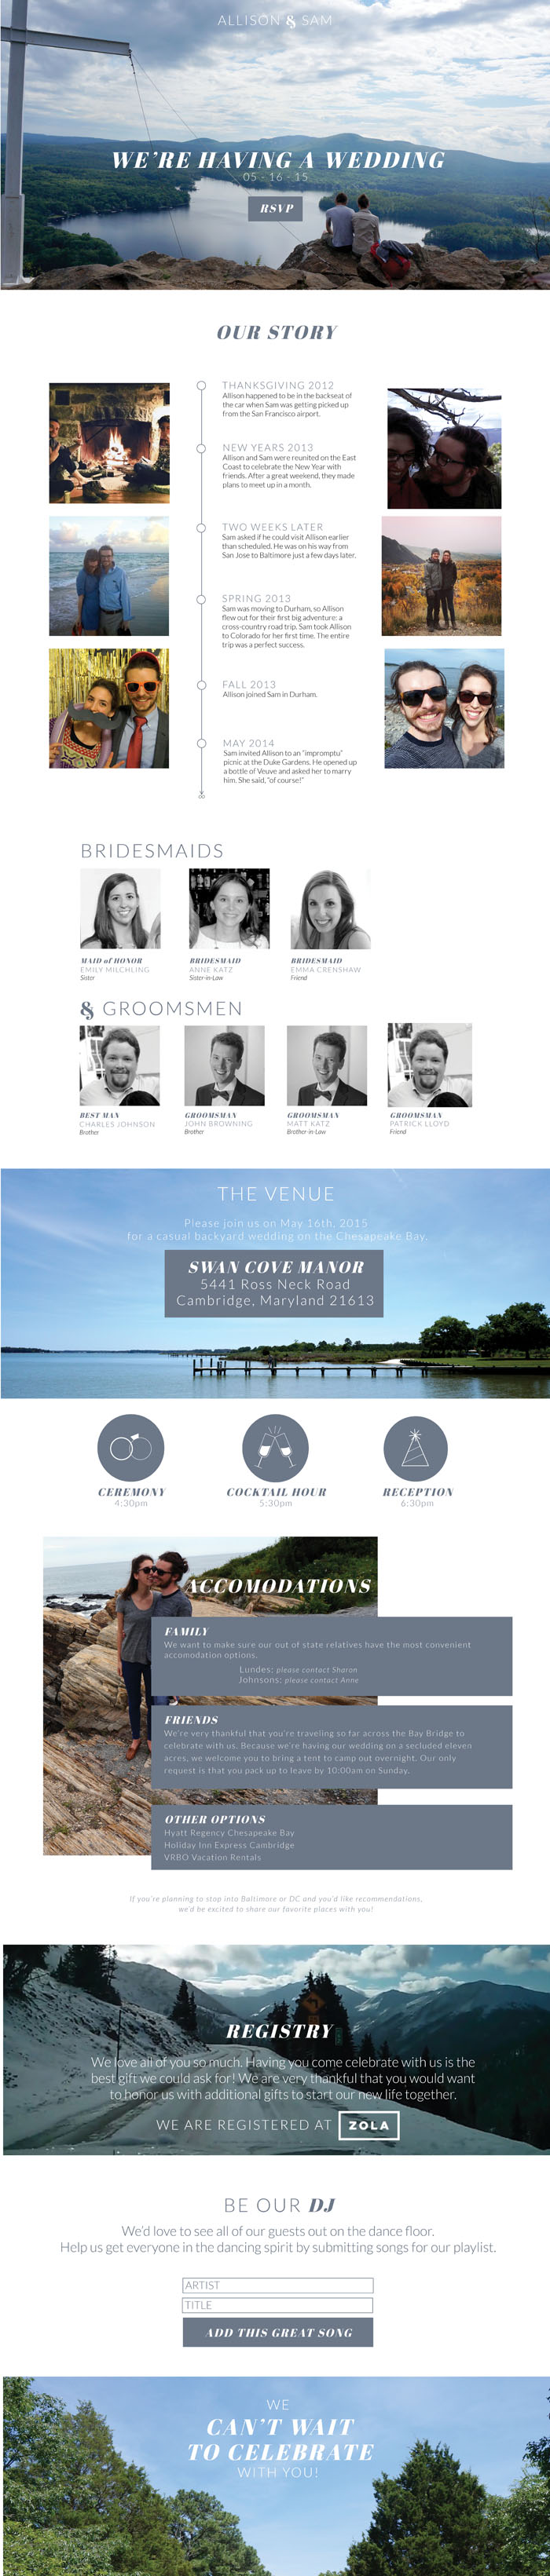 ALLISON & SAM
WE'RE HAVING A WEDDING
05 - 16 - 15
RSVP
OUR STORY
THANKSGIVING 2012
Allison happened to be in the backseat of
the car when Sam was getting picked up
from the San Francisco airport.
NEW YEARS 2013
Allison and Sam were reunited on the East
Coast to celebrate the New Year with
friends. After a great weekend, they made
plans to meet up in a month.
TWO WEEKS LATER
Sam asked if he could visit Allison earlier
than scheduled. He was on his way from
San Jose to Baltimore just a few days later.
SPRING 2013
Sam was moving to Durham, so Allison
flew out for their first big adventure: a
cross-country road trip. Sam took Allison
to Colorado for her first time. The entire
trip was a perfect success.
FALL 2013
Allison joined Sam in Durham.
MAY 2014
Sam invited Allison to an "impromptu"
picnic at the Duke Gardens. He opened up
a bottle of Veuve and asked her to marry
him. She said, "of course!"
BRIDESMAIDS
MAID of HONOR
EMILY MILCHLING
Sister
BRIDESMAID
ANNE KATZ
Sister-in-Law
BRIDESMAID
EMMA CRENSHAW
Friend
& GROOMSMEN
BEST MAN
CHARLES JOHNSON
Brother
GROOMSMAN
JOHN BROWNING
Brother
GROOMSMAN
MATT KATZ
Brother-in-Law
GROOMSMAN
PATRICK LLOYD
Friend
THE VENUE
Please join us on May 16th, 2015
for a casual backyard wedding on the Chesapeake Bay.
SWAN COVE MANOR
5441 Ross Neck Road
Cambridge, Maryland 21613
CEREMONY
4:30pm
COCKTAIL HOUR
5:30pm
RECEPTION
6:30pm
ACCOMODATIONS
FAMILY
We want to make sure our out of state relatives have the most convenient
accomodation options.
Lundes: please contact Sharon
Johnsons: please contact Anne
FRIENDS
We're very thankful that you're traveling so far across the Bay Bridge to
celebrate with us. Because we're having our wedding on a secluded eleven
acres, we welcome you to bring a tent to camp out overnight. Our only
request is that you pack up to leave by 10:00am on Sunday.
OTHER OPTIONS
Hyatt Regency Chesapeake Bay
Holiday Inn Express Cambridge
VRBO Vacation Rentals
If you're planning to stop into Baltimore or DC and you'd like recommendations,
we'd be excited to share our favorite places with you!
REGISTRY
We love all of you so much. Having you come celebrate with us is the
best gift we could ask for! We are very thankful that you would want
to honor us with additional gifts to start our new life together.
WE ARE REGISTERED AT ZOLA
BE OUR DJ
We'd love to see all of our guests out on the dance floor.
Help us get everyone in the dancing spirit by submitting songs for our playlist.
ARTIST
TITLE
ADD THIS GREAT SONG
WE
CAN'T WAIT
TO CELEBRATE
WITH YOU!